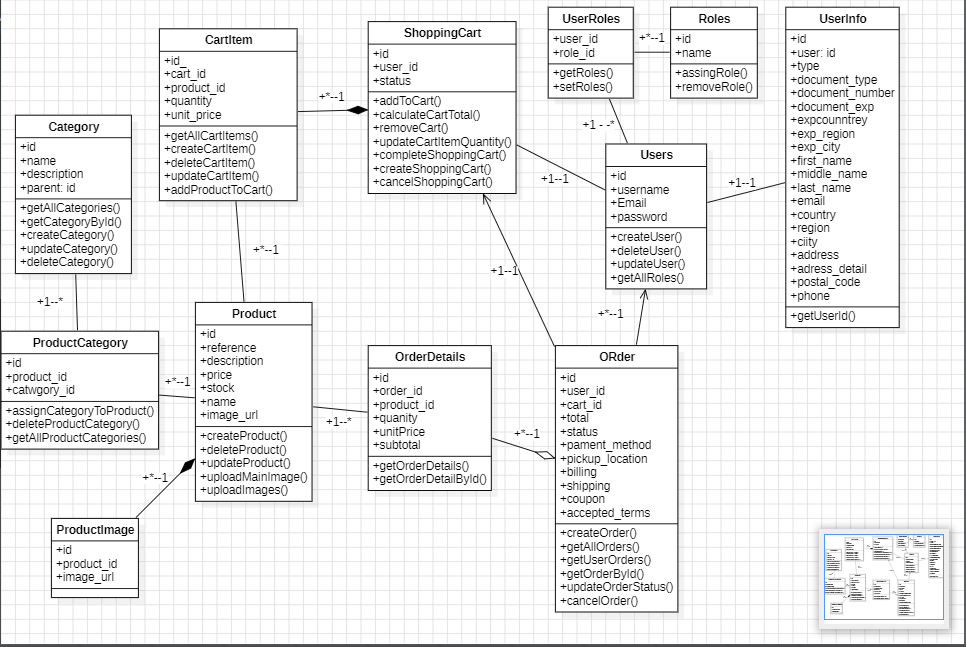 CartItem
+id_
+cart_id
+product_id
+quantity
+unit_price
+getAllCartItems()
+createCartItem()
+deleteCartItem()
+updateCartItem()
+addProductToCart()
+*--1
ShoppingCart
+id
+user_id
+status
+addToCart()
+calculateCartTotal()
+removeCart()
+updateCartItemQuantity()
+completeShoppingCart()
+createShoppingCart()
+cancelShoppingCart()
UserRoles
+user_id
+role_id
+getRoles()
+setRoles()
+*--1
Roles
+id
+name
+assingRole()
+removeRole()
UserInfo
+id
+user: id
+type
+document_type
+document_number
+document_exp
+expcounntrey
+exp_region
+exp_city
+first_name
+middle_name
+last_name
+email
+country
+region
+ciity
+address
+adress_detail
+postal_code
+phone
+getUserId()
+1 - -*
Category
+id
+name
+description
+parent: id
+getAllCategories()
+getCategoryById()
+createCategory()
+updateCategory()
+deleteCategory()
Users
+id
+username
+Email
+password
+createUser()
+deleteUser()
+updateUser()
+getAllRoles()
+1--1
+1--1
+*--1
+1--1
+1--*
+*--1
Product
+id
+reference
+description
+price
+stock
+name
+image_url
+createProduct()
+deleteProduct()
+updateProduct()
+uploadMainImage()
+uploadImages()
ProductCategory
+id
+product_id
+catwgory_id
+assignCategoryToProduct()
+deleteProductCategory()
+getAllProductCategories()
+*--1
OrderDetails
+id
+order_id
+product_id
+quanity
+unitPrice
+subtotal
+getOrderDetails()
+getOrderDetailById()
+1--*
+*--1
ORder
+id
+user_id
+cart_id
+total
+status
+pament_method
+pickup_location
+billing
+shipping
+coupon
+accepted_terms
+createOrder()
+getAllOrders()
+getUserOrders()
+getOrderById()
+updateOrderStatus()
+cancelOrder()
+*--1
ProductImage
+id
+product_id
+image_url